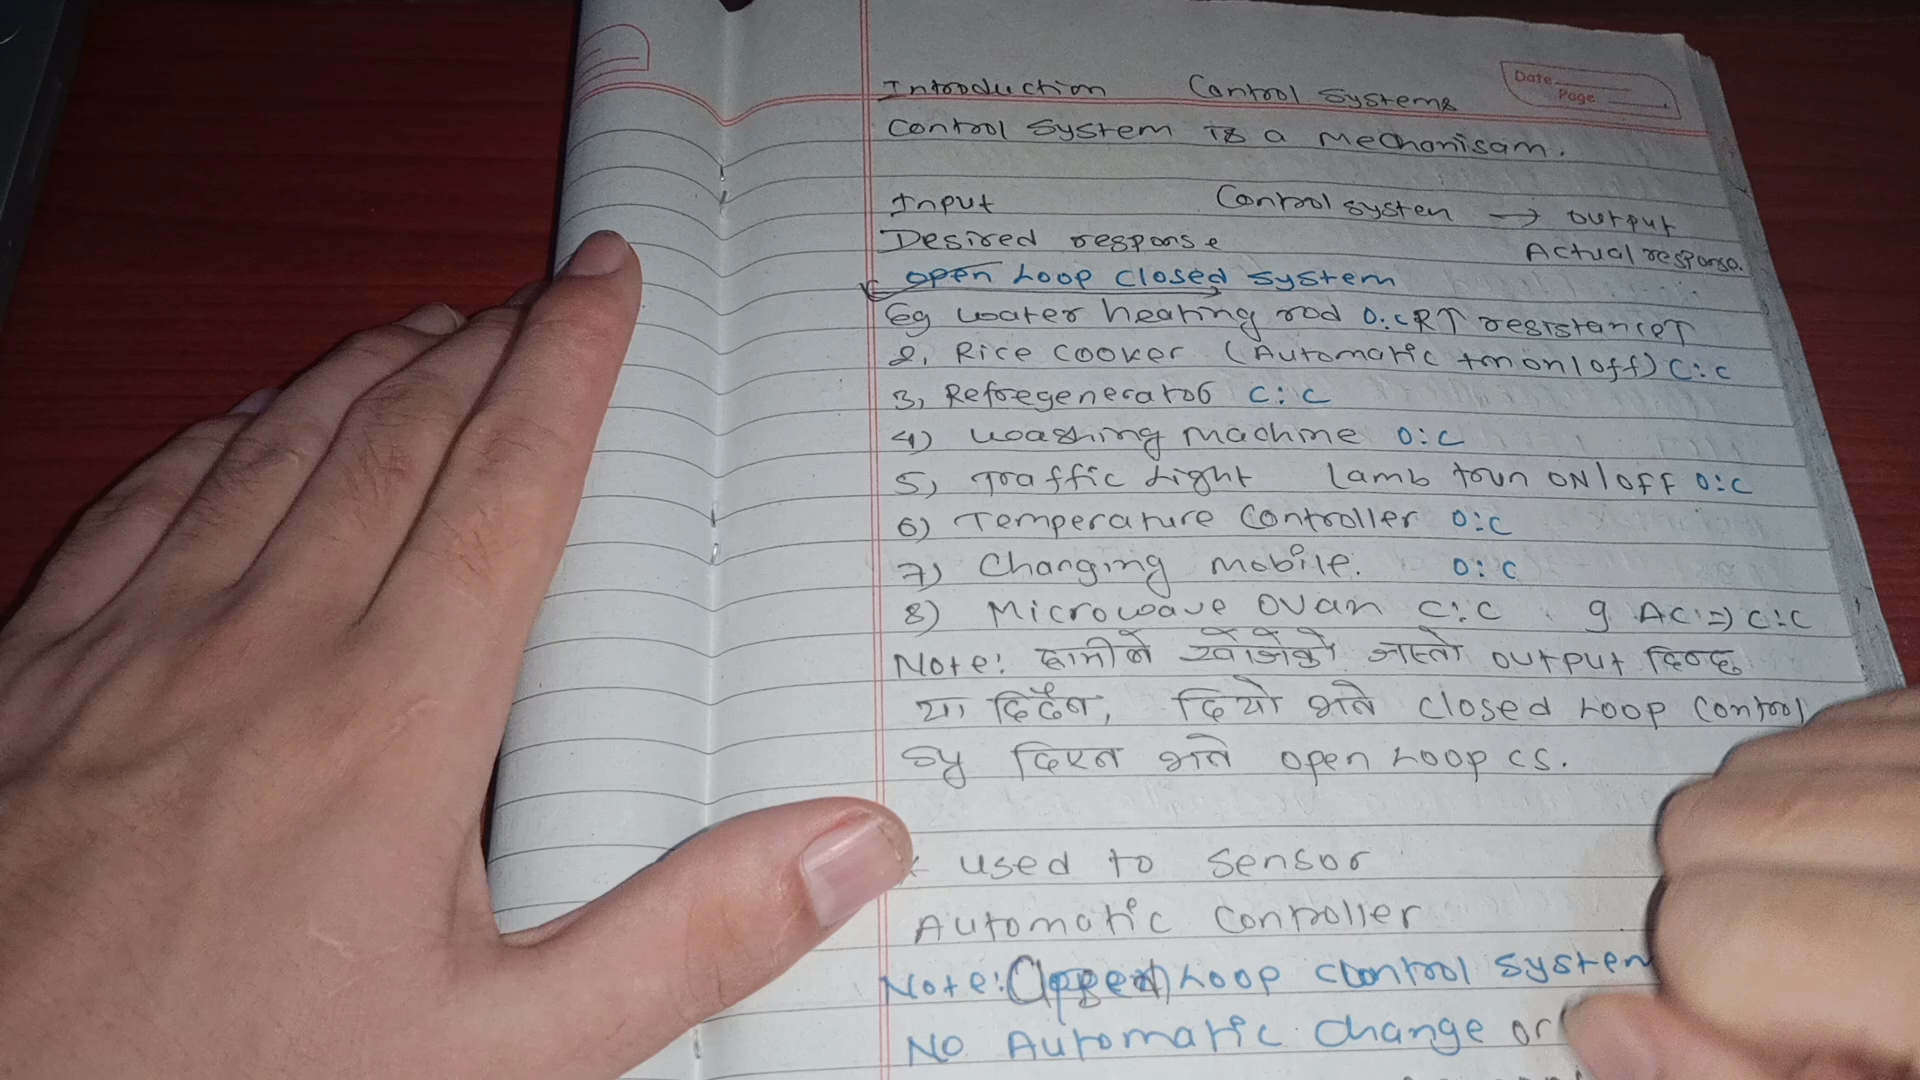 Date
Page
Introduction Control Systems
Control System is a Mechanisam.
Input Control systen → output
Desired response Actual response.
open Loop closed system
Eg water heating rod O:C RT↑ resistance↑
2, Rice cooker (Automatic trn on/off) C:C
3, Refregenerator C:C
4) washing machine O:C
5) Traffic Light Lamb turn ON/OFF O:C
6) Temperature Controller O:C
7) Changing mobile. O:C
8) Microwave Ovan C:C 9 AC => C:C
Note: हामीले खोजेको जस्तो output दिन्छ
या दिदैन, दियो भने closed Loop control
sy दिएन भने open Loop cs.
used to sensor
Automatic Controller
Note: Loop control system
No Automatic change or